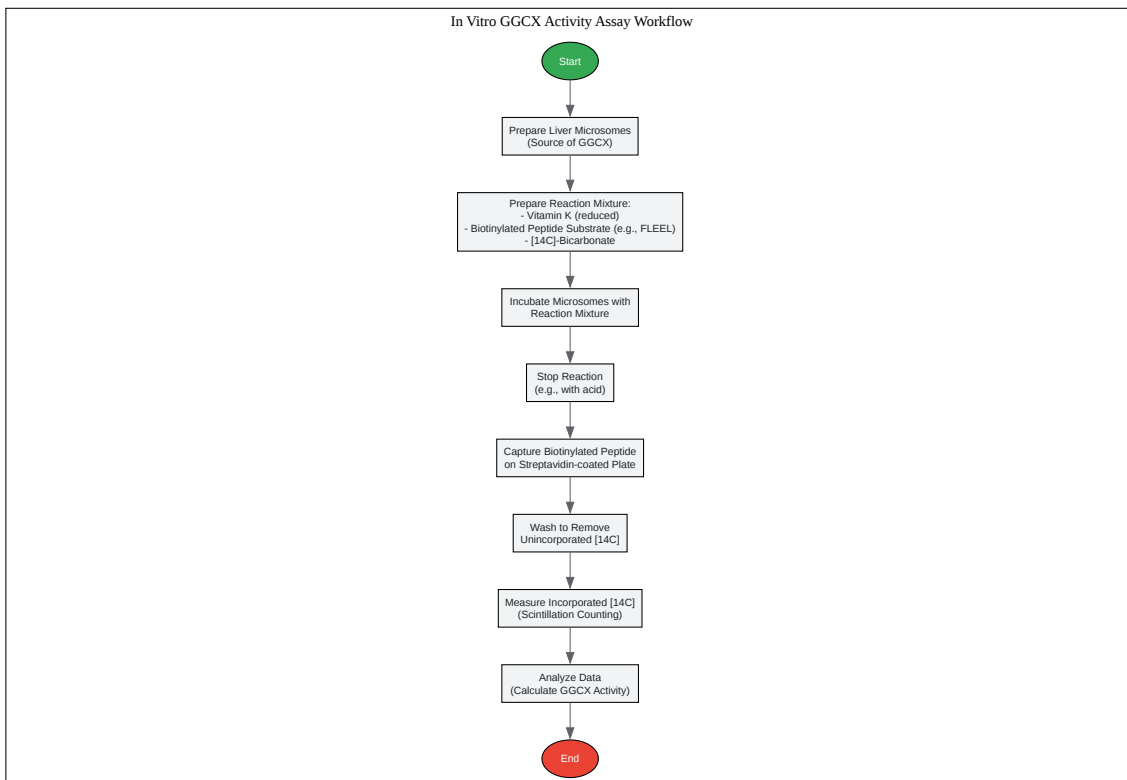 In Vitro GGCX Activity Assay Workflow
Start
Prepare Liver Microsomes
(Source of GGCX)
Prepare Reaction Mixture:
- Vitamin K (reduced)
- Biotinylated Peptide Substrate (e.g., FLEEL)
- [14C]-Bicarbonate
Incubate Microsomes with
Reaction Mixture
Stop Reaction
(e.g., with acid)
Capture Biotinylated Peptide
on Streptavidin-coated Plate
Wash to Remove
Unincorporated [14C]
Measure Incorporated [14C]
(Scintillation Counting)
Analyze Data
(Calculate GGCX Activity)
End